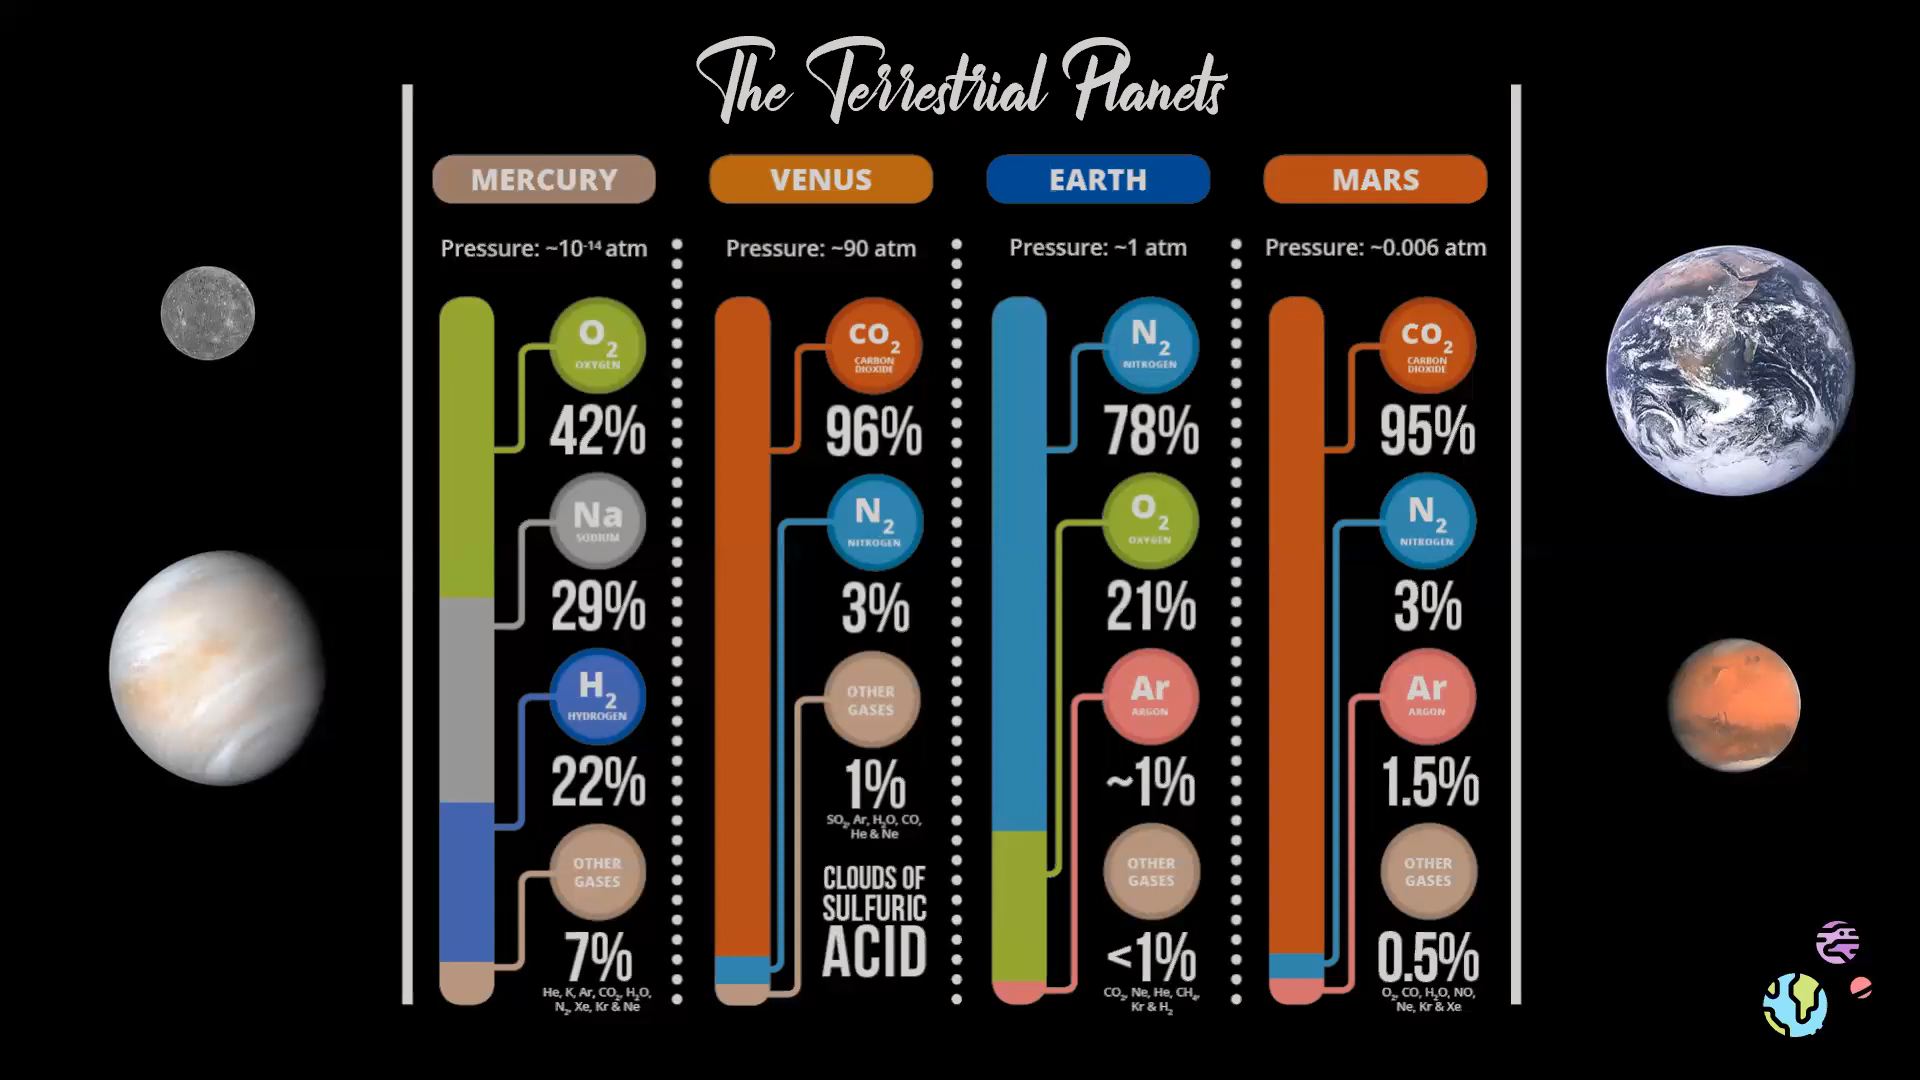 The Terrestrial Planets
MERCURY
Pressure: ~10⁻¹⁴ atm
O₂
OXYGEN
42%
Na
SODIUM
29%
H₂
HYDROGEN
22%
OTHER
GASES
7%
He, K, Ar, CO₂, H₂O,
N₂, Xe, Kr & Ne
VENUS
Pressure: ~90 atm
CO₂
CARBON
DIOXIDE
96%
N₂
NITROGEN
3%
OTHER
GASES
1%
SO₂, Ar, H₂O, CO,
He & Ne
CLOUDS OF
SULFURIC
ACID
EARTH
Pressure: ~1 atm
N₂
NITROGEN
78%
O₂
OXYGEN
21%
Ar
ARGON
~1%
OTHER
GASES
<1%
CO₂, Ne, He, CH₄,
Kr & H₂
MARS
Pressure: ~0.006 atm
CO₂
CARBON
DIOXIDE
95%
N₂
NITROGEN
3%
Ar
ARGON
1.5%
OTHER
GASES
0.5%
O₂, CO, H₂O, NO,
Ne, Kr & Xe